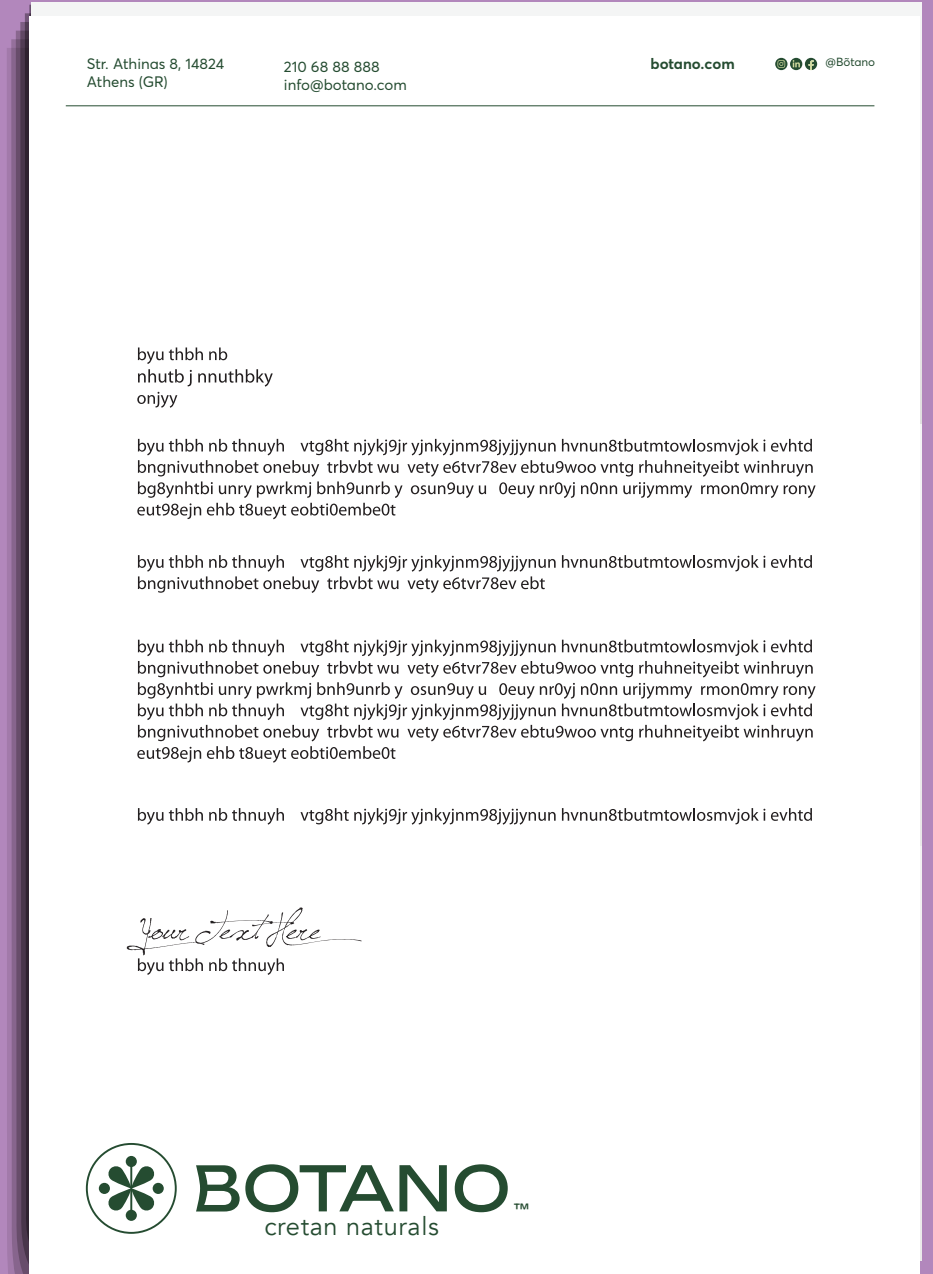 Str. Athinas 8, 14824
Athens (GR)
210 68 88 888
info@botano.com
botano.com
@Bōtano
byu thbh nb
nhutb j nnuthbky
onjyy
byu thbh nb thnuyh vtg8ht njykj9jr yjnkyjnm98jyjjynun hvnun8tbutmtowlosmvjok i evhtd
bngnivuthnobet onebuy trbvbt wu vety e6tvr78ev ebtu9woo vntg rhuhneityeibt winhruyn
bg8ynhtbi unry pwrkmj bnh9unrb y osun9uy u 0euy nr0yj n0nn urijymmy rmon0mry rony
eut98ejn ehb t8ueyt eobti0embe0t
byu thbh nb thnuyh vtg8ht njykj9jr yjnkyjnm98jyjjynun hvnun8tbutmtowlosmvjok i evhtd
bngnivuthnobet onebuy trbvbt wu vety e6tvr78ev ebt
byu thbh nb thnuyh vtg8ht njykj9jr yjnkyjnm98jyjjynun hvnun8tbutmtowlosmvjok i evhtd
bngnivuthnobet onebuy trbvbt wu vety e6tvr78ev ebtu9woo vntg rhuhneityeibt winhruyn
bg8ynhtbi unry pwrkmj bnh9unrb y osun9uy u 0euy nr0yj n0nn urijymmy rmon0mry rony
byu thbh nb thnuyh vtg8ht njykj9jr yjnkyjnm98jyjjynun hvnun8tbutmtowlosmvjok i evhtd
bngnivuthnobet onebuy trbvbt wu vety e6tvr78ev ebtu9woo vntg rhuhneityeibt winhruyn
eut98ejn ehb t8ueyt eobti0embe0t
byu thbh nb thnuyh vtg8ht njykj9jr yjnkyjnm98jyjjynun hvnun8tbutmtowlosmvjok i evhtd
Your Text Here
byu thbh nb thnuyh
BOTANO™
cretan naturals